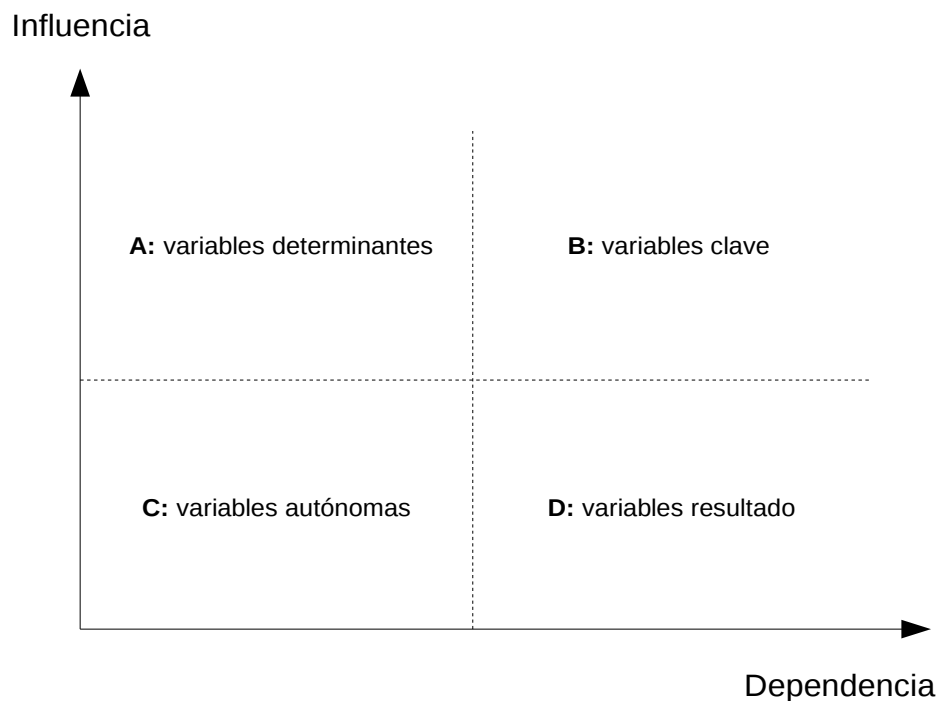 Influencia
A: variables determinantes
B: variables clave
C: variables autónomas
D: variables resultado
Dependencia